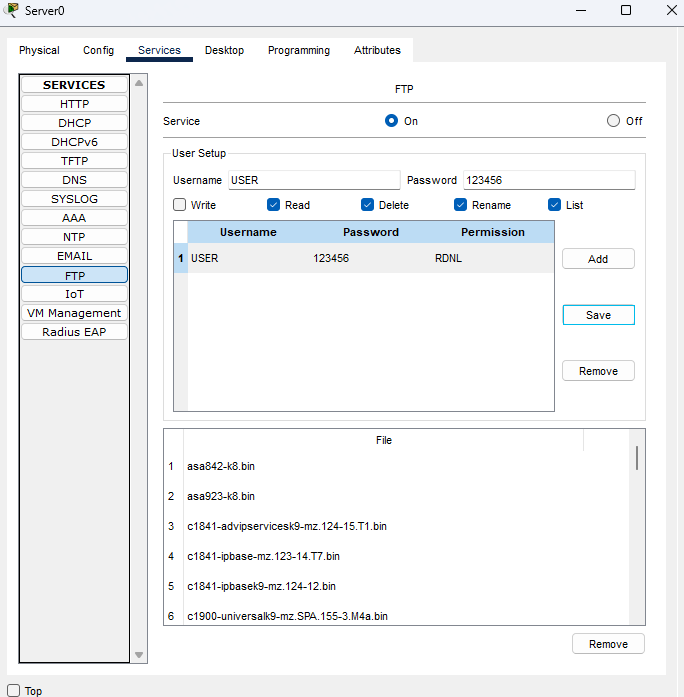 Server0
Physical Config Services Desktop Programming Attributes
SERVICES
HTTP
DHCP
DHCPv6
TFTP
DNS
SYSLOG
AAA
NTP
EMAIL
FTP
IoT
VM Management
Radius EAP
FTP
Service On Off
User Setup
Username USER Password 123456
Write Read Delete Rename List
Username Password Permission
1 USER 123456 RDNL
Add
Save
Remove
File
1 asa842-k8.bin
2 asa923-k8.bin
3 c1841-advipservicesk9-mz.124-15.T1.bin
4 c1841-ipbase-mz.123-14.T7.bin
5 c1841-ipbasek9-mz.124-12.bin
6 c1900-universalk9-mz.SPA.155-3.M4a.bin
Remove
Top